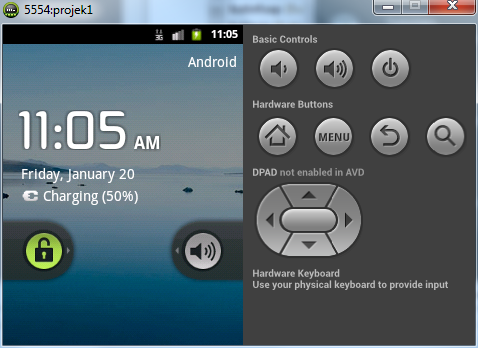 5554:projek1
3G 11:05
Android
11:05 AM
Friday, January 20
Charging (50%)
Basic Controls
Hardware Buttons
MENU
DPAD not enabled in AVD
Hardware Keyboard
Use your physical keyboard to provide input